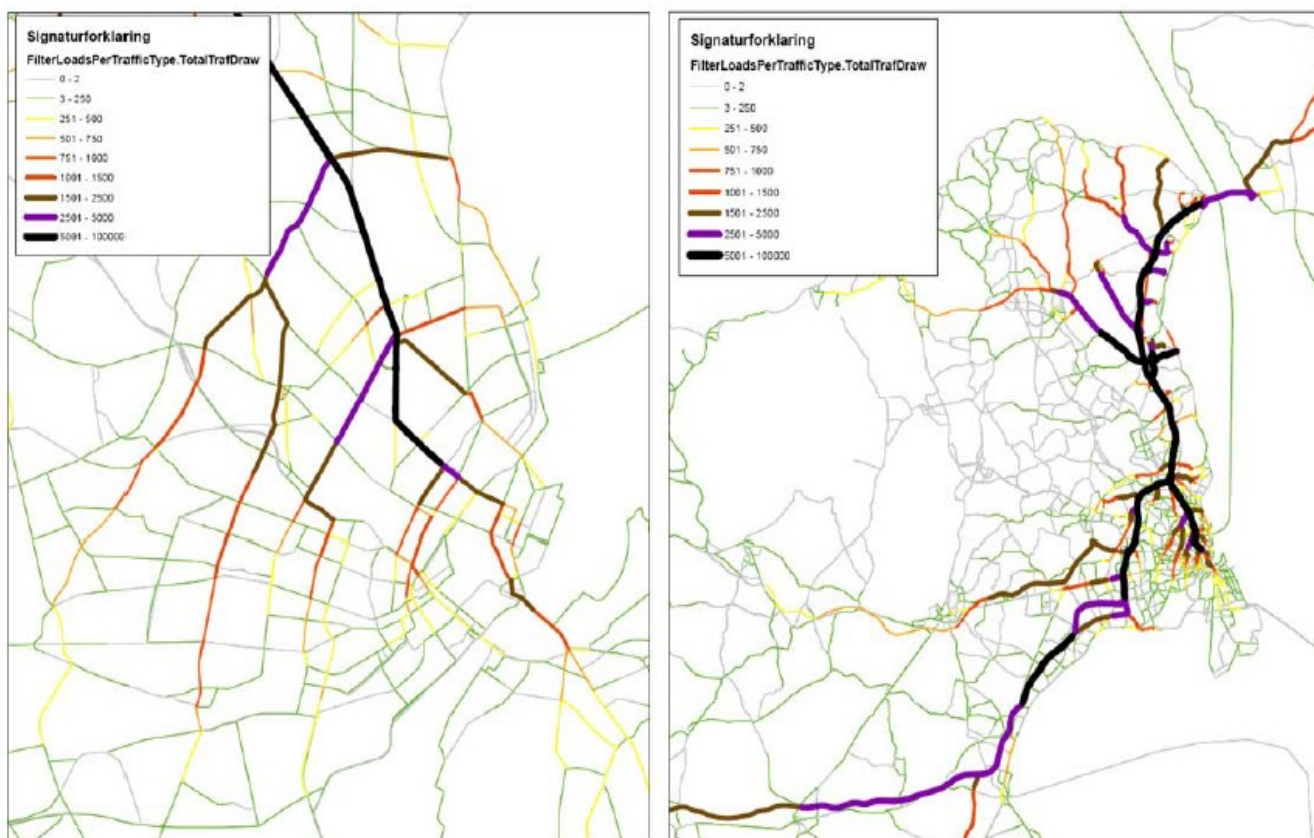 Signaturforklaring
FilterLoadsPerTrafficType.TotalTrafDraw
0 - 2
3 - 250
251 - 500
501 - 750
751 - 1000
1001 - 1500
1501 - 2500
2501 - 5000
5001 - 100000
Signaturforklaring
FilterLoadsPerTrafficType.TotalTrafDraw
0 - 2
3 - 250
251 - 500
501 - 750
751 - 1000
1001 - 1500
1501 - 2500
2501 - 5000
5001 - 100000